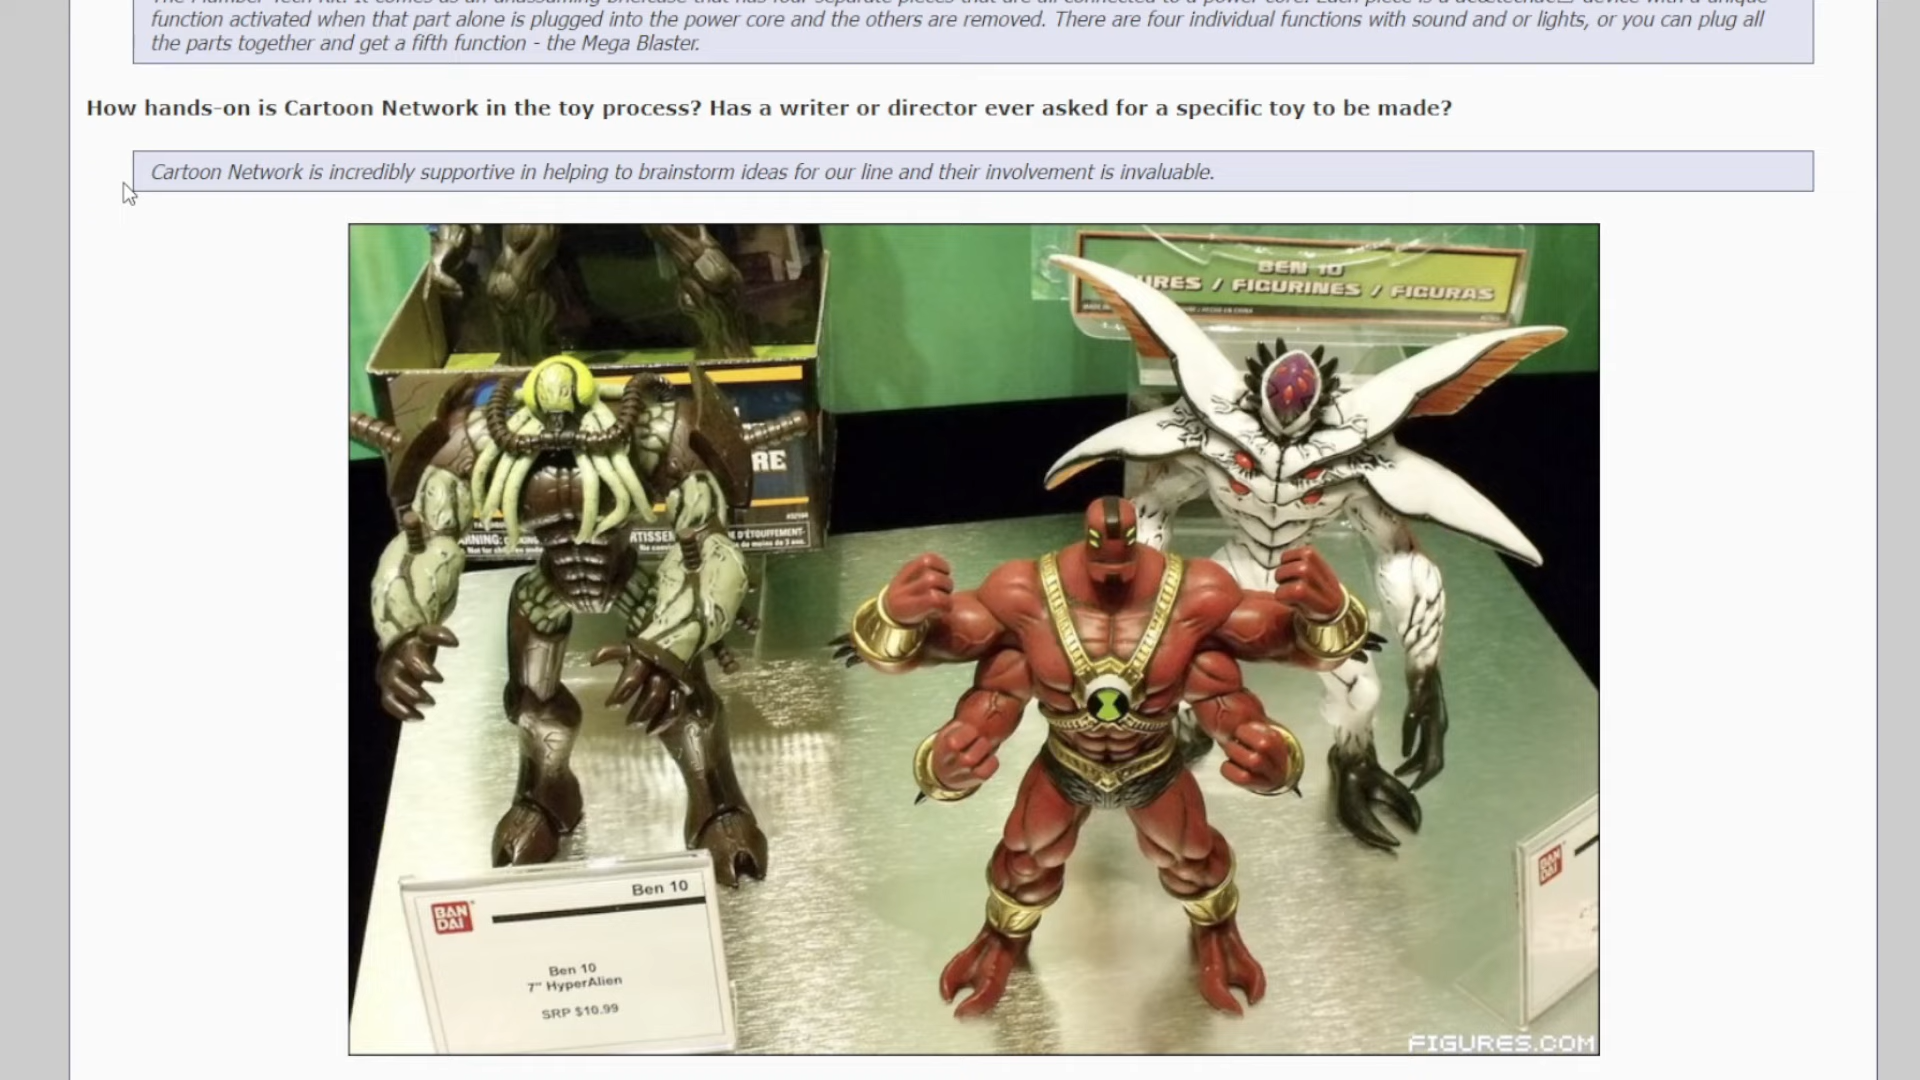 function activated when that part alone is plugged into the power core and the others are removed. There are four individual functions with sound and or lights, or you can plug all
the parts together and get a fifth function - the Mega Blaster.
How hands-on is Cartoon Network in the toy process? Has a writer or director ever asked for a specific toy to be made?
Cartoon Network is incredibly supportive in helping to brainstorm ideas for our line and their involvement is invaluable.
BEN 10
URES / FIGURINES / FIGURAS
RE
D'ÉTOUFFEMENT-
Ben 10
BAN
DAI
Ben 10
7" HyperAlien
SRP $10.99
BAN
DAI
FIGURES.COM